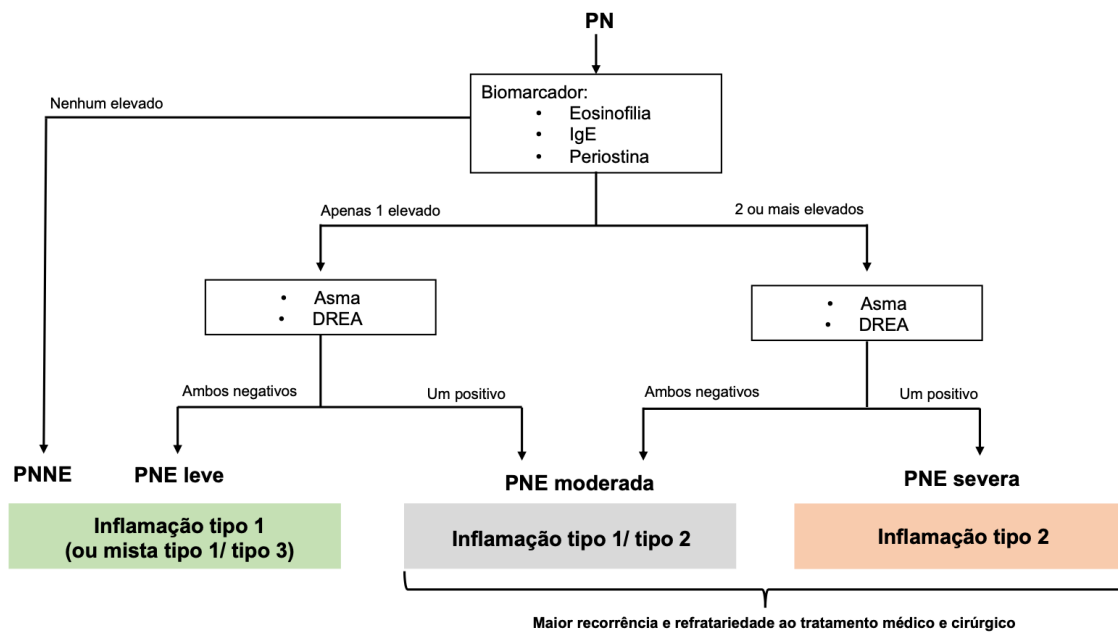 PN
Biomarcador:
• Eosinofilia
• IgE
• Periostina
Nenhum elevado
Apenas 1 elevado
2 ou mais elevados
• Asma
• DREA
• Asma
• DREA
Ambos negativos
Um positivo
Ambos negativos
Um positivo
PNNE
PNE leve
PNE moderada
PNE severa
Inflamação tipo 1
(ou mista tipo 1/ tipo 3)
Inflamação tipo 1/ tipo 2
Inflamação tipo 2
Maior recorrência e refratariedade ao tratamento médico e cirúrgico